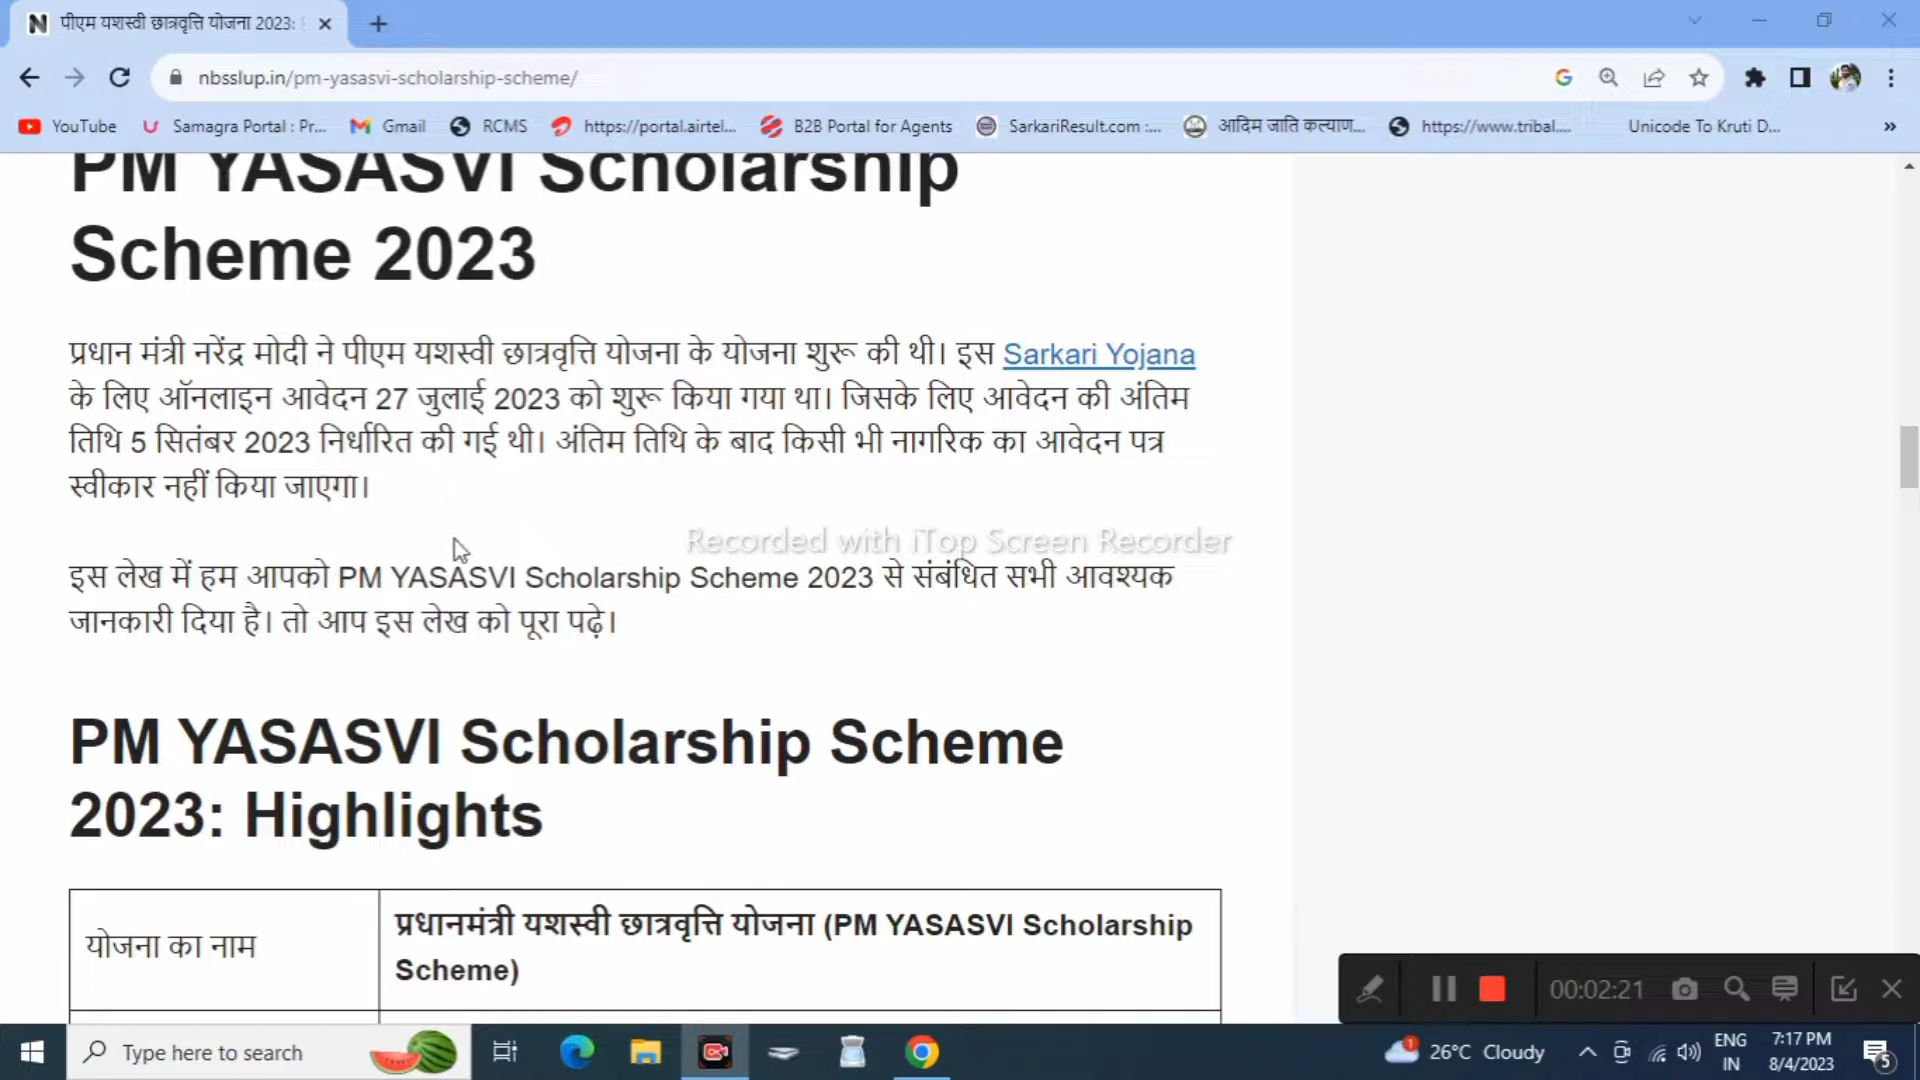 पीएम यशस्वी छात्रवृत्ति योजना 2023:
nbsslup.in/pm-yasasvi-scholarship-scheme/
YouTube Samagra Portal : Pr... Gmail RCMS https://portal.airtel... B2B Portal for Agents SarkariResult.com :... आदिम जाति कल्याण... https://www.tribal.... Unicode To Kruti D... »
PM YASASVI Scholarship
Scheme 2023
प्रधान मंत्री नरेंद्र मोदी ने पीएम यशस्वी छात्रवृत्ति योजना के योजना शुरू की थी। इस Sarkari Yojana
के लिए ऑनलाइन आवेदन 27 जुलाई 2023 को शुरू किया गया था। जिसके लिए आवेदन की अंतिम
तिथि 5 सितंबर 2023 निर्धारित की गई थी। अंतिम तिथि के बाद किसी भी नागरिक का आवेदन पत्र
स्वीकार नहीं किया जाएगा।
Recorded with iTop Screen Recorder
इस लेख में हम आपको PM YASASVI Scholarship Scheme 2023 से संबंधित सभी आवश्यक
जानकारी दिया है। तो आप इस लेख को पूरा पढ़े।
PM YASASVI Scholarship Scheme
2023: Highlights
योजना का नाम
प्रधानमंत्री यशस्वी छात्रवृत्ति योजना (PM YASASVI Scholarship
Scheme)
00:02:21
Type here to search
26°C Cloudy
ENG
IN
7:17 PM
8/4/2023
5